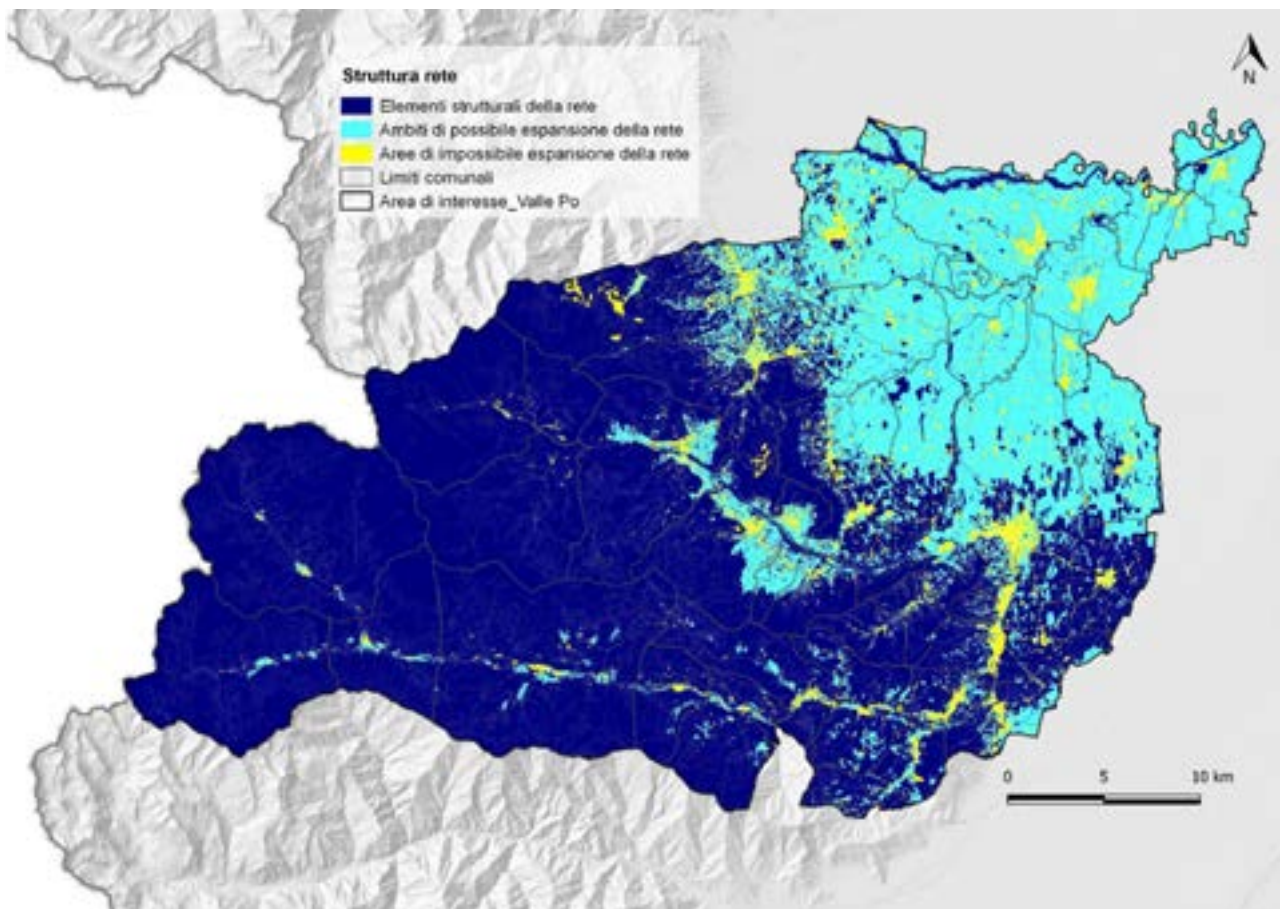 Struttura rete
Elementi strutturali della rete
Ambiti di possibile espansione della rete
Aree di impossibile espansione della rete
Limiti comunali
Area di interesse_Valle Po
N
0 5 10 km